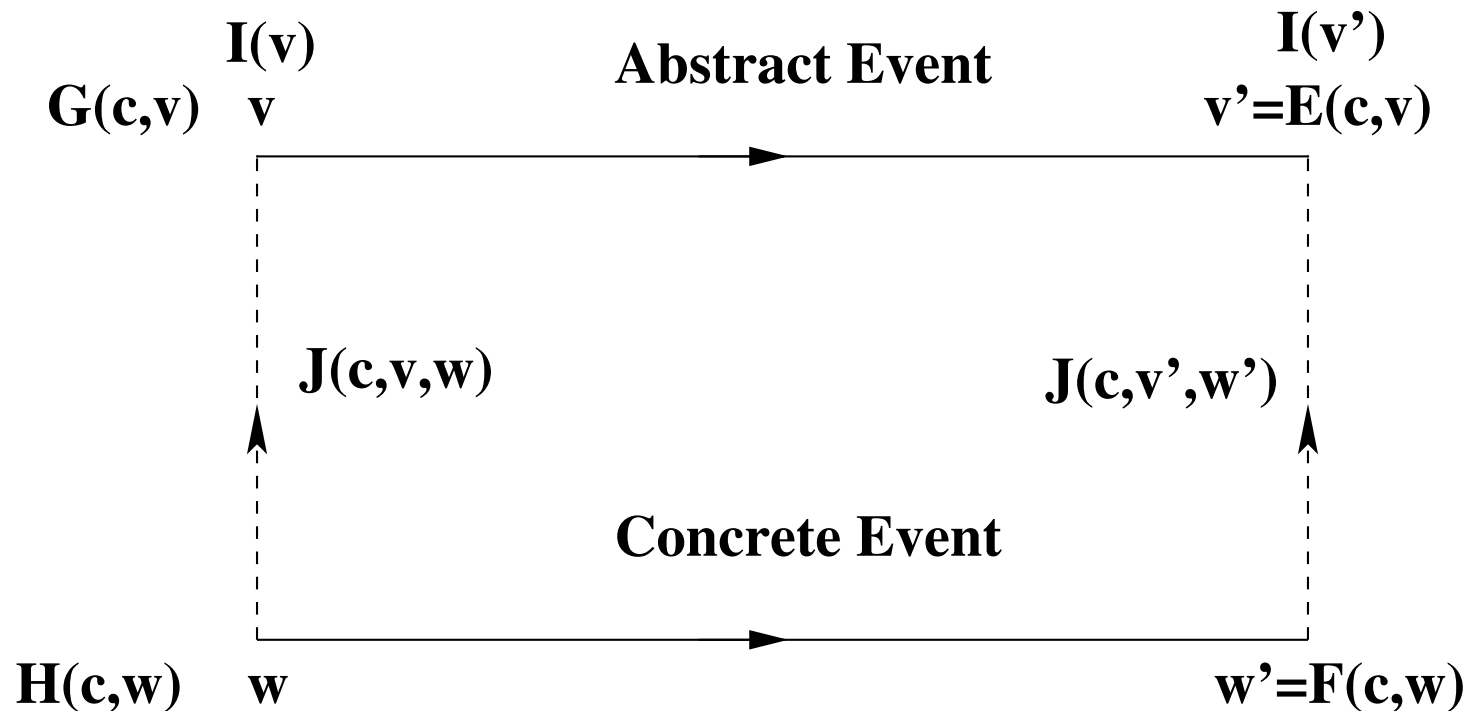 I(v)
Abstract Event
I(v’)
G(c,v) v
v’=E(c,v)
J(c,v,w)
J(c,v’,w’)
Concrete Event
H(c,w) w
w’=F(c,w)